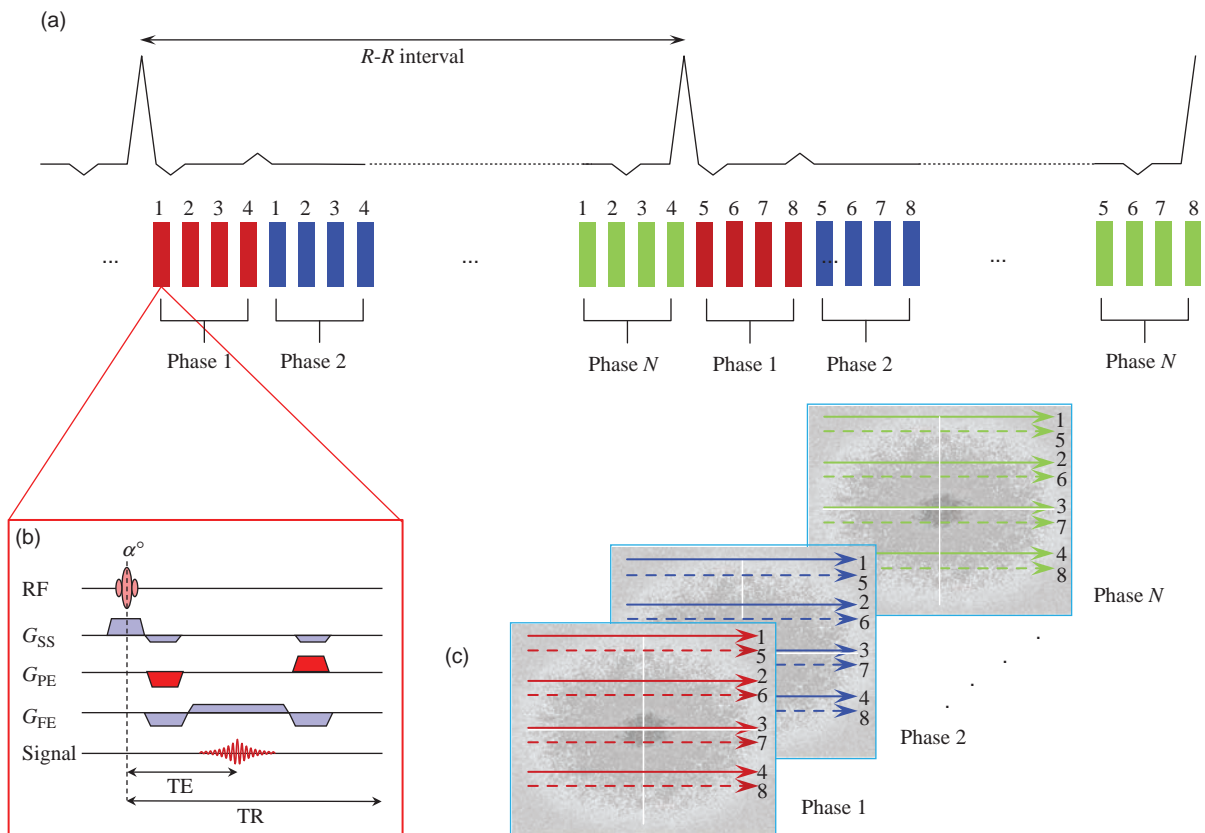 (a)
R-R interval
1 2 3 4 1 2 3 4 1 2 3 4 5 6 7 8 5 6 7 8 5 6 7 8
... ... ... ... ...
Phase 1 Phase 2 Phase N Phase 1 Phase 2 Phase N
(b)
α°
RF
G_SS
G_PE
G_FE
Signal
TE
TR
(c)
1
5
2
6
3
7
4
8
Phase 1
1
5
2
6
3
7
4
8
Phase 2
. . . .
1
5
2
6
3
7
4
8
Phase N